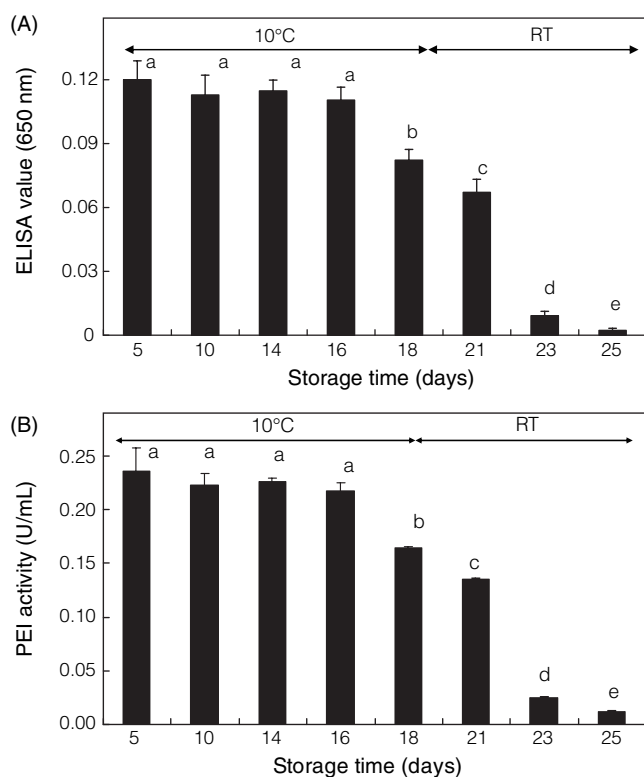 (A)
10°C RT
ELISA value (650 nm)
0.12
0.09
0.06
0.03
0
a a a a b c d e
5 10 14 16 18 21 23 25
Storage time (days)
(B)
10°C RT
PEI activity (U/mL)
0.25
0.20
0.15
0.10
0.05
0.00
a a a a b c d e
5 10 14 16 18 21 23 25
Storage time (days)